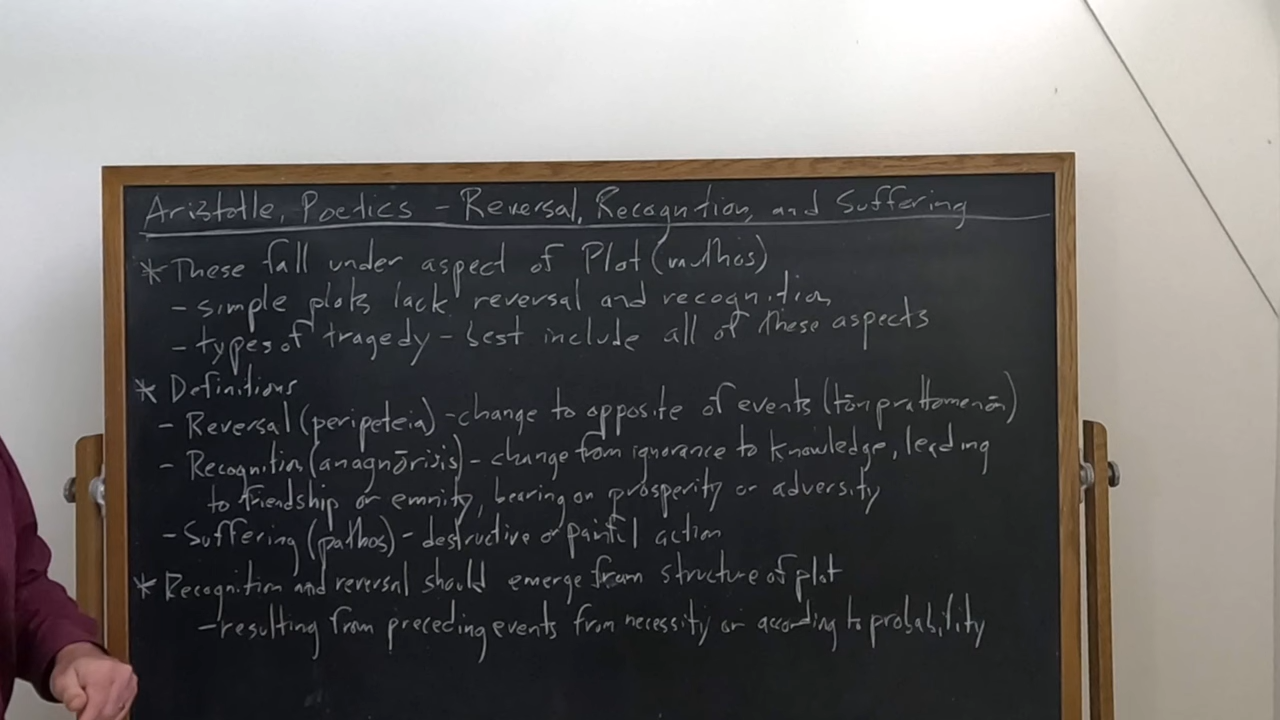 Aristotle, Poetics - Reversal, Recognition, and Suffering
* These fall under aspect of Plot (muthos)
- simple plots lack reversal and recognition
- types of tragedy - best include all of these aspects
* Definitions
- Reversal (peripeteia) - change to opposite of events (tōn prattomenōn)
- Recognition (anagnōrisis) - change from ignorance to knowledge, leading
to friendship or emnity, bearing on prosperity or adversity
- Suffering (pathos) - destructive or painful action
* Recognition and reversal should emerge from structure of plot
- resulting from preceding events from necessity or according to probability